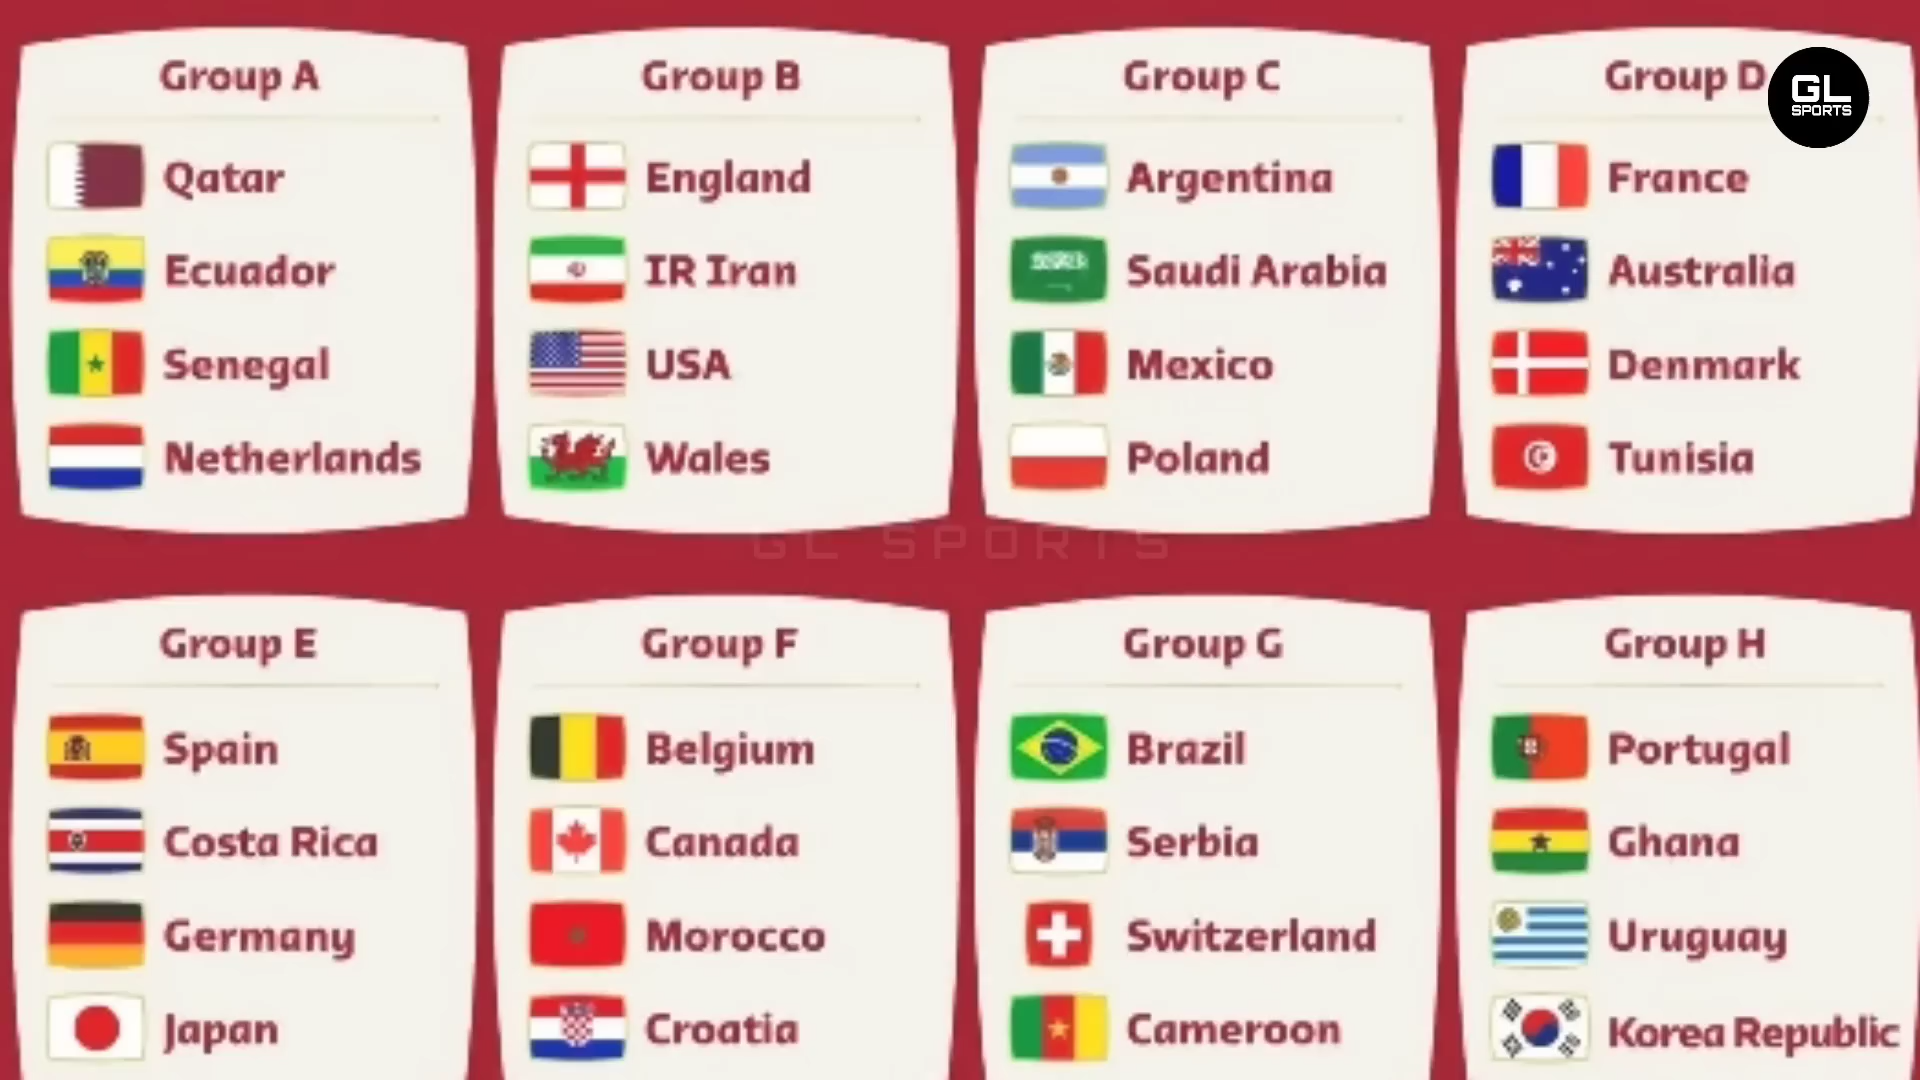 Group A
Qatar
Ecuador
Senegal
Netherlands
Group B
England
IR Iran
USA
Wales
Group C
Argentina
Saudi Arabia
Mexico
Poland
Group D
France
Australia
Denmark
Tunisia
GL
SPORTS
GL SPORTS
Group E
Spain
Costa Rica
Germany
Japan
Group F
Belgium
Canada
Morocco
Croatia
Group G
Brazil
Serbia
Switzerland
Cameroon
Group H
Portugal
Ghana
Uruguay
Korea Republic